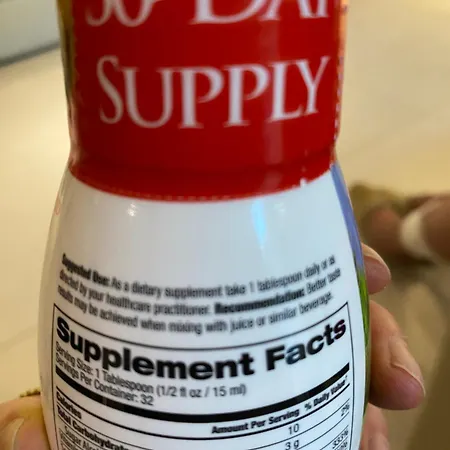 30-DAY
SUPPLY
Suggested Use: As a dietary supplement take 1 tablespoon daily or as
directed by your healthcare practitioner. Recommendation: Better taste
results may be achieved when mixing with juice or similar beverage.
Supplement Facts
Serving Size: 1 Tablespoon (1/2 fl oz / 15 ml)
Servings Per Container: 32
Amount Per Serving % Daily Value
Calories 10
Total Carbohydrate 3 g